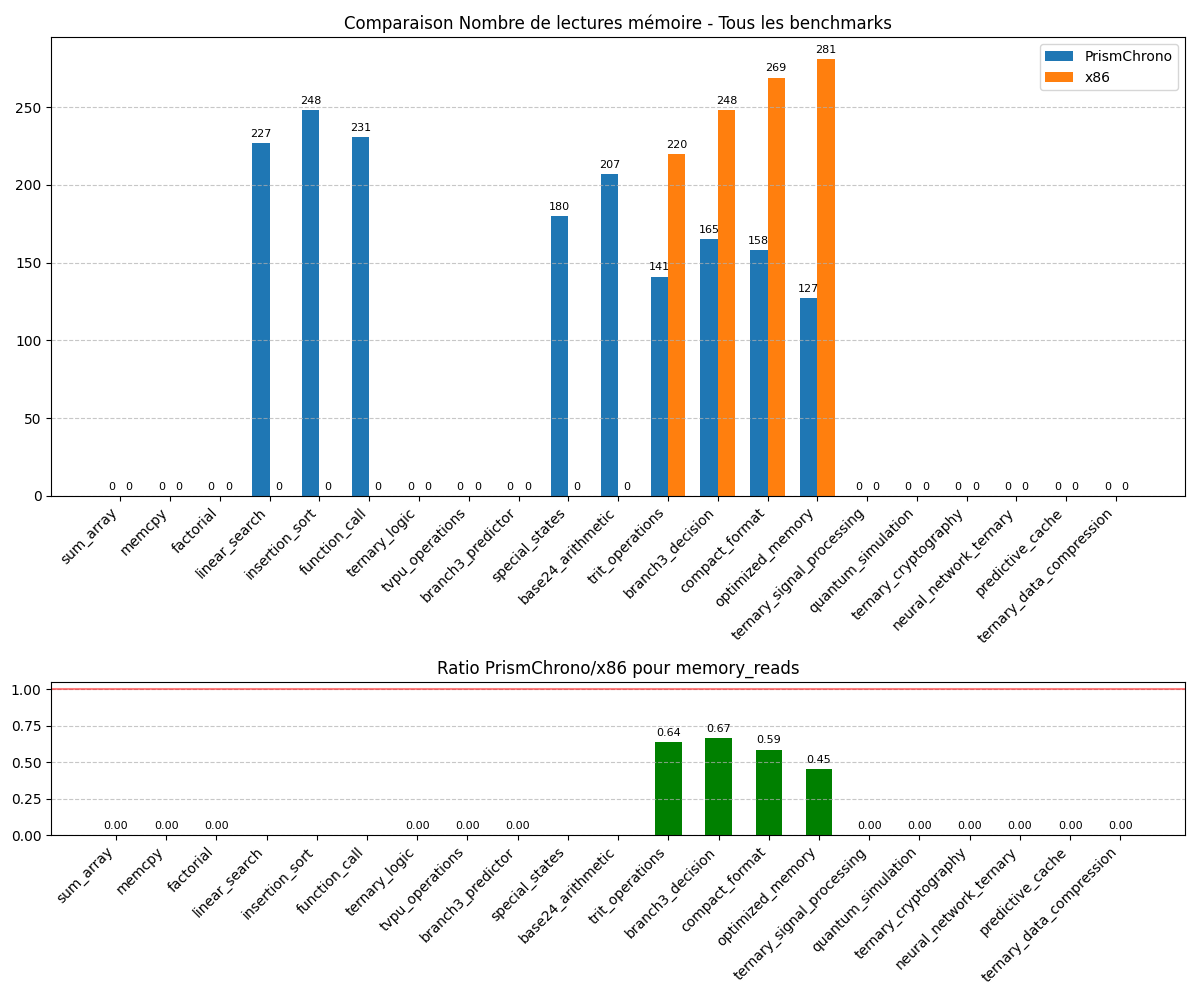 Comparaison Nombre de lectures mémoire - Tous les benchmarks
PrismChrono
x86
250
200
150
100
50
0
0 0 0 0 0 0 227 0 248 0 231 0 0 0 0 0 0 0 180 0 207 0 141 220 165 248 158 269 127 281 0 0 0 0 0 0 0 0 0 0 0 0
sum_array
memcpy
factorial
linear_search
insertion_sort
function_call
ternary_logic
tvpu_operations
branch3_predictor
special_states
base24_arithmetic
trit_operations
branch3_decision
compact_format
optimized_memory
ternary_signal_processing
quantum_simulation
ternary_cryptography
neural_network_ternary
predictive_cache
ternary_data_compression
Ratio PrismChrono/x86 pour memory_reads
1.00
0.75
0.50
0.25
0.00
0.00 0.00 0.00 0.00 0.00 0.00 0.64 0.67 0.59 0.45 0.00 0.00 0.00 0.00 0.00 0.00
sum_array
memcpy
factorial
linear_search
insertion_sort
function_call
ternary_logic
tvpu_operations
branch3_predictor
special_states
base24_arithmetic
trit_operations
branch3_decision
compact_format
optimized_memory
ternary_signal_processing
quantum_simulation
ternary_cryptography
neural_network_ternary
predictive_cache
ternary_data_compression